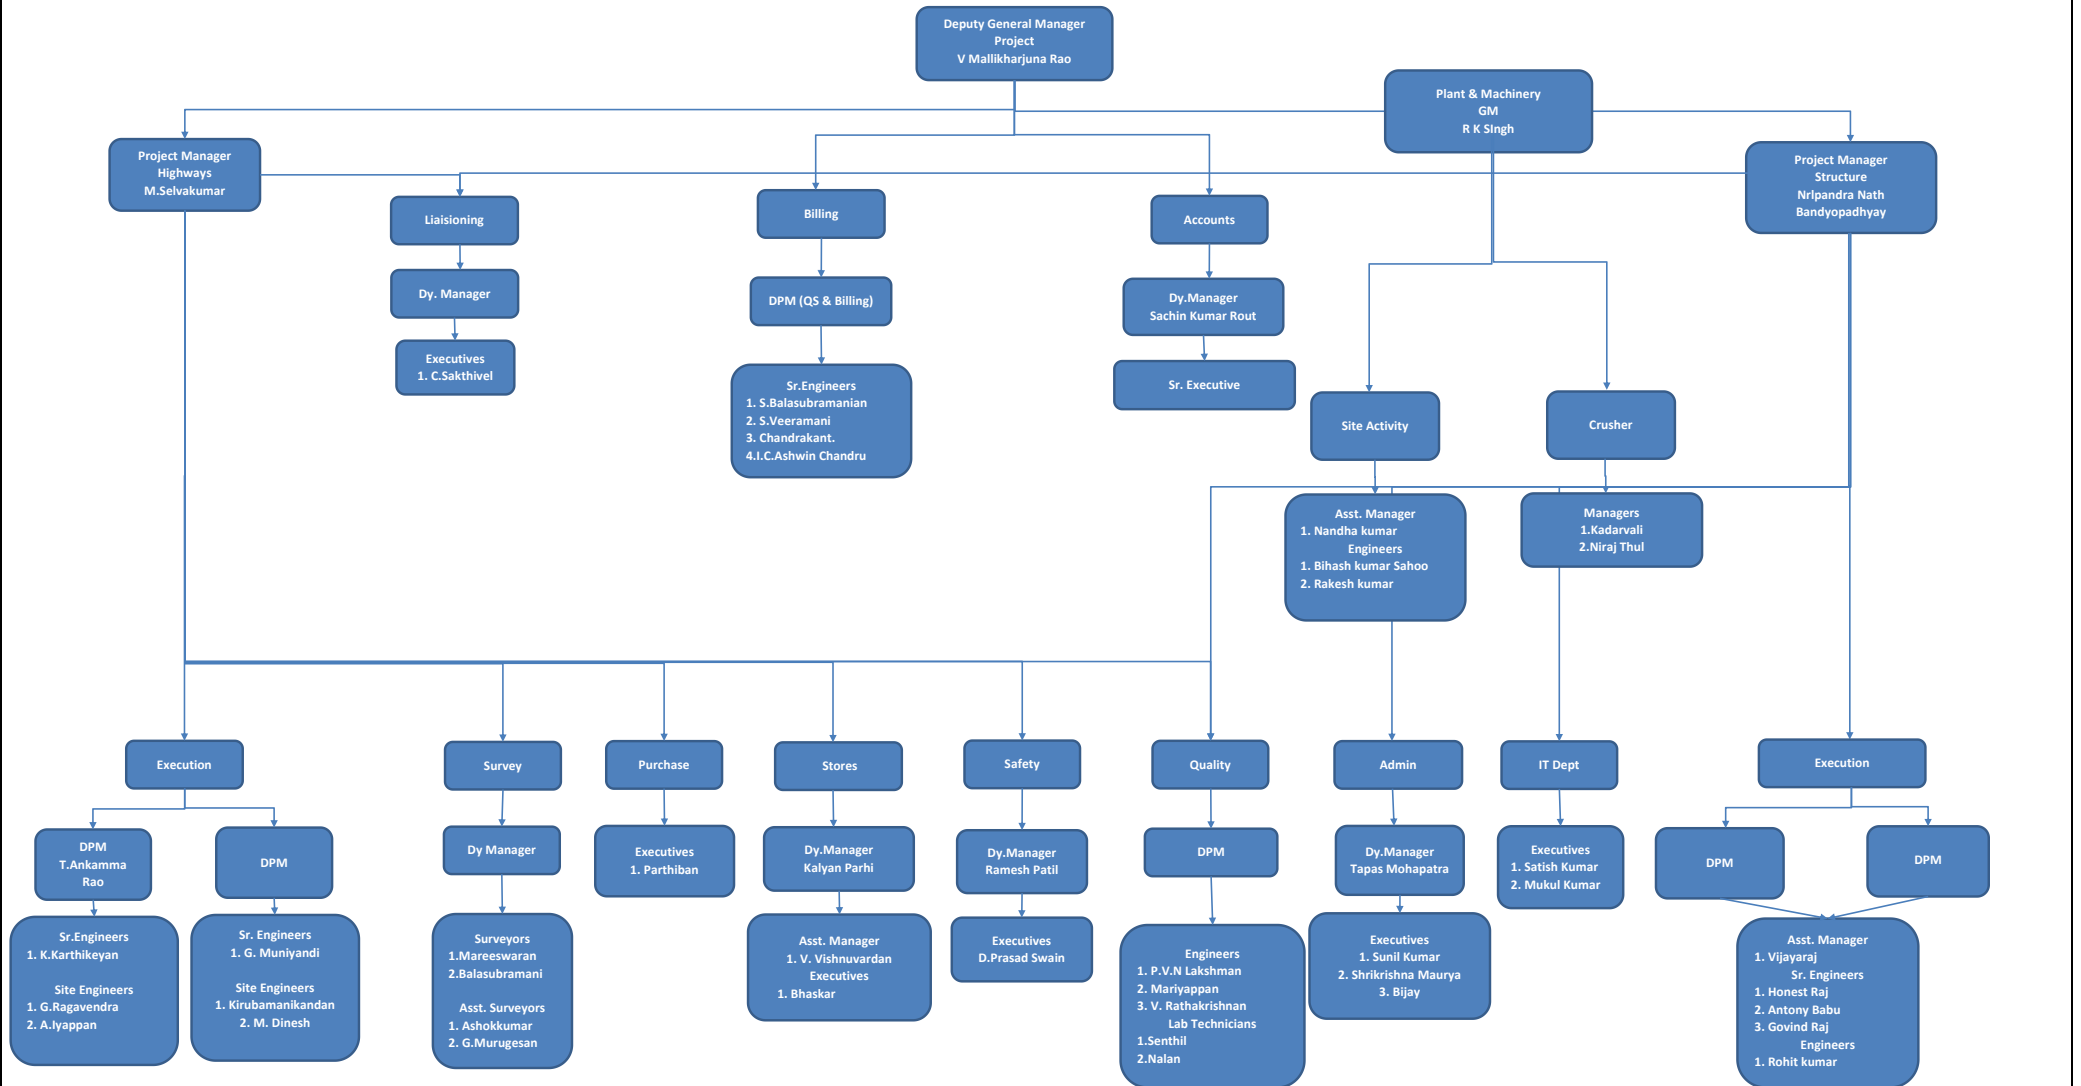 Deputy General Manager
Project
V Mallikharjuna Rao
Plant & Machinery
GM
R K SIngh
Project Manager
Highways
M.Selvakumar
Project Manager
Structure
Nrlpandra Nath
Bandyopadhyay
Liaisioning
Billing
Accounts
Dy. Manager
DPM (QS & Billing)
Dy.Manager
Sachin Kumar Rout
Executives
1. C.Sakthivel
Sr.Engineers
1. S.Balasubramanian
2. S.Veeramani
3. Chandrakant.
4.I.C.Ashwin Chandru
Sr. Executive
Site Activity
Crusher
Asst. Manager
1. Nandha kumar
Engineers
1. Bihash kumar Sahoo
2. Rakesh kumar
Managers
1.Kadarvali
2.Niraj Thul
Execution
Survey
Purchase
Stores
Safety
Quality
Admin
IT Dept
Execution
DPM
T.Ankamma
Rao
DPM
Dy Manager
Executives
1. Parthiban
Dy.Manager
Kalyan Parhi
Dy.Manager
Ramesh Patil
DPM
Dy.Manager
Tapas Mohapatra
Executives
1. Satish Kumar
2. Mukul Kumar
DPM
DPM
Sr.Engineers
1. K.Karthikeyan
Site Engineers
1. G.Ragavendra
2. A.Iyappan
Sr. Engineers
1. G. Muniyandi
Site Engineers
1. Kirubamanikandan
2. M. Dinesh
Surveyors
1.Mareeswaran
2.Balasubramani
Asst. Surveyors
1. Ashokkumar
2. G.Murugesan
Asst. Manager
1. V. Vishnuvardan
Executives
1. Bhaskar
Executives
D.Prasad Swain
Engineers
1. P.V.N Lakshman
2. Mariyappan
3. V. Rathakrishnan
Lab Technicians
1.Senthil
2.Nalan
Executives
1. Sunil Kumar
2. Shrikrishna Maurya
3. Bijay
Asst. Manager
1. Vijayaraj
Sr. Engineers
1. Honest Raj
2. Antony Babu
3. Govind Raj
Engineers
1. Rohit kumar